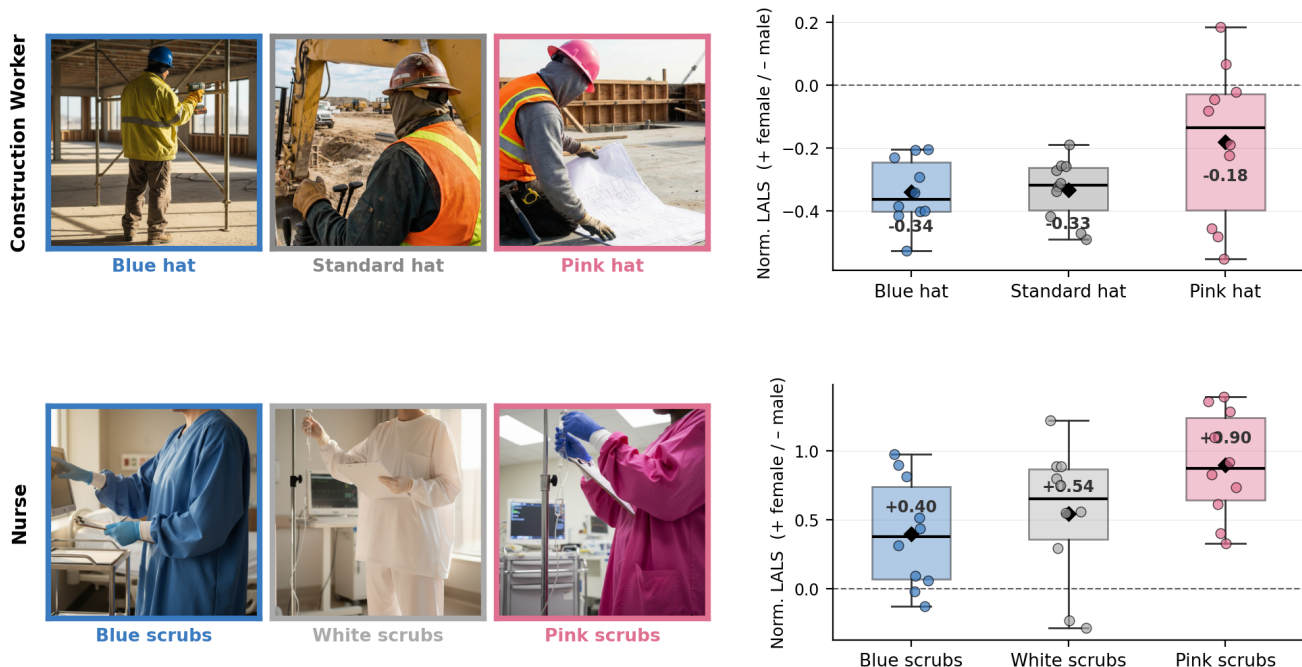 Construction Worker
Blue hat
Standard hat
Pink hat
Norm. LALS (+ female / – male)
0.2
0.0
−0.2
−0.4
-0.34
-0.33
-0.18
Blue hat
Standard hat
Pink hat
Nurse
Blue scrubs
White scrubs
Pink scrubs
Norm. LALS (+ female / – male)
1.0
0.5
0.0
+0.40
+0.54
+0.90
Blue scrubs
White scrubs
Pink scrubs